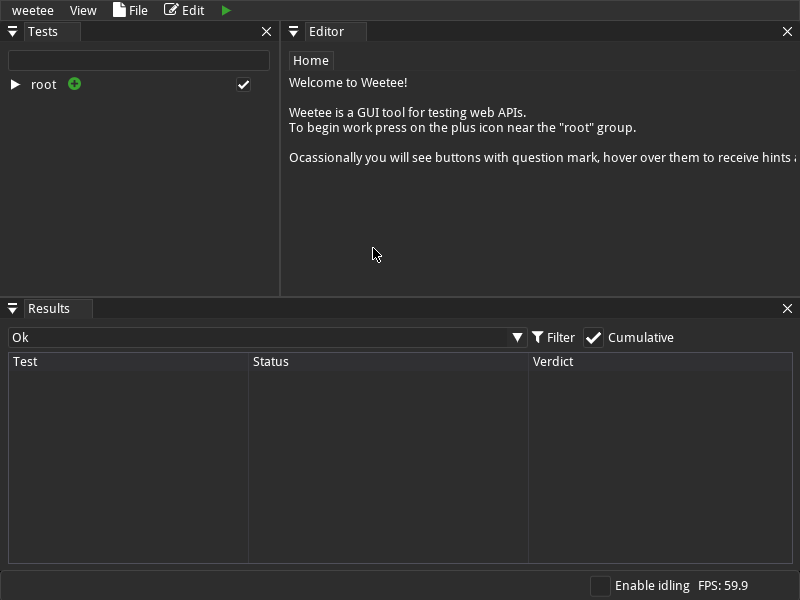 weetee View File Edit
Tests
root
Editor
Home
Welcome to Weetee!
Weetee is a GUI tool for testing web APIs.
To begin work press on the plus icon near the "root" group.
Ocassionally you will see buttons with question mark, hover over them to receive hints
Results
Ok Filter Cumulative
Test Status Verdict
Enable idling FPS: 59.9